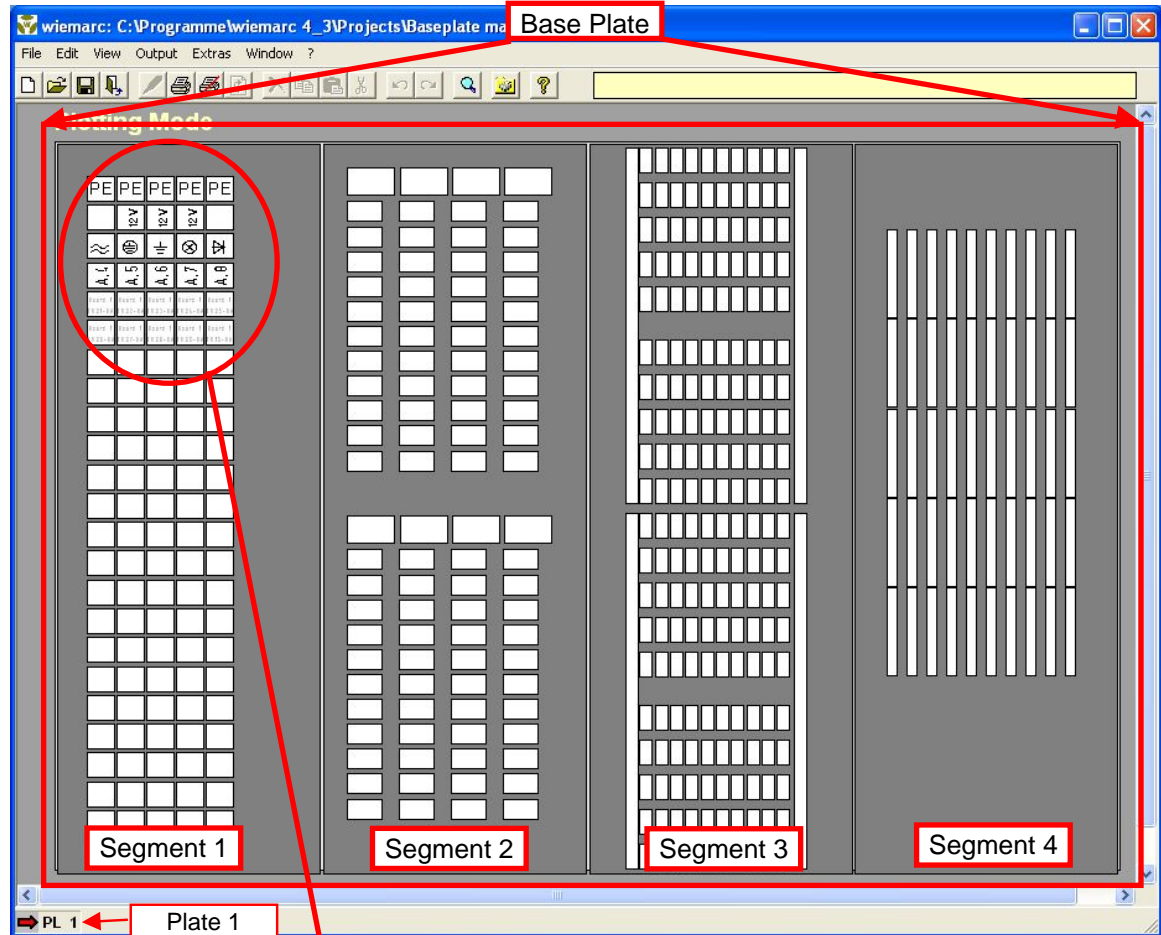 wiemarc: C:\Programme\wiemarc 4_3\Projects\Baseplate ma
Base Plate
File Edit View Output Extras Window ?
Plotting Mode
PE PE PE PE PE
12V 12V 12V
A.5 A.6 A.7 A.8
Segment 1
Segment 2
Segment 3
Segment 4
PL 1
Plate 1